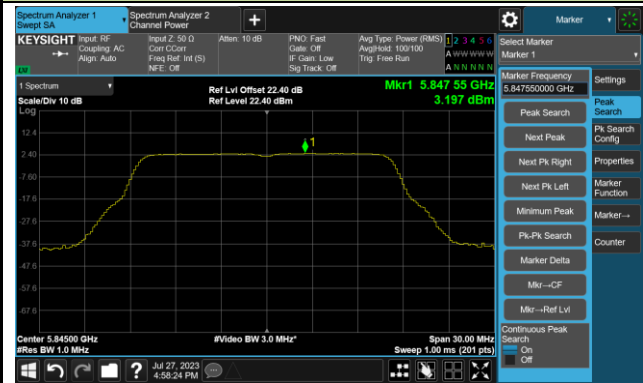 Spectrum Analyzer 1
Swept SA
Spectrum Analyzer 2
Channel Power
+
Marker
KEYSIGHT
Input: RF
Coupling: AC
Align: Auto
Input Z: 50 Ω
Corr CCorr
Freq Ref: Int (S)
NFE: Off
Atten: 10 dB
PNO: Fast
Gate: Off
IF Gain: Low
Sig Track: Off
Avg Type: Power (RMS)
Avg|Hold: 100/100
Trig: Free Run
1 2 3 4 5 6
A W W W W W
A N N N N N
Select Marker
Marker 1
1 Spectrum
Scale/Div 10 dB
Log
Ref Lvl Offset 22.40 dB
Ref Level 22.40 dBm
Mkr1 5.847 55 GHz
3.197 dBm
12.4
2.40
-7.60
-17.6
-27.6
-37.6
-47.6
-57.6
-67.6
1
Center 5.84500 GHz
#Res BW 1.0 MHz
#Video BW 3.0 MHz*
Span 30.00 MHz
Sweep 1.00 ms (201 pts)
Marker Frequency
5.847550000 GHz
Peak Search
Next Peak
Next Pk Right
Next Pk Left
Minimum Peak
Pk-Pk Search
Marker Delta
Mkr→CF
Mkr→Ref Lvl
Continuous Peak
Search
On
Off
Settings
Peak
Search
Pk Search
Config
Properties
Marker
Function
Marker→
Counter
?
Jul 27, 2023
4:58:24 PM